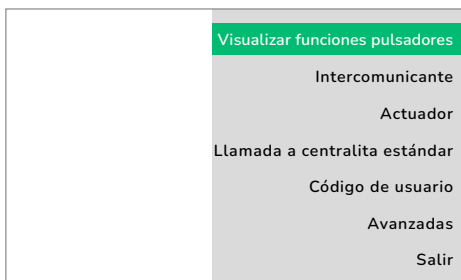 Visualizar funciones pulsadores
Intercomunicante
Actuador
Llamada a centralita estándar
Código de usuario
Avanzadas
Salir